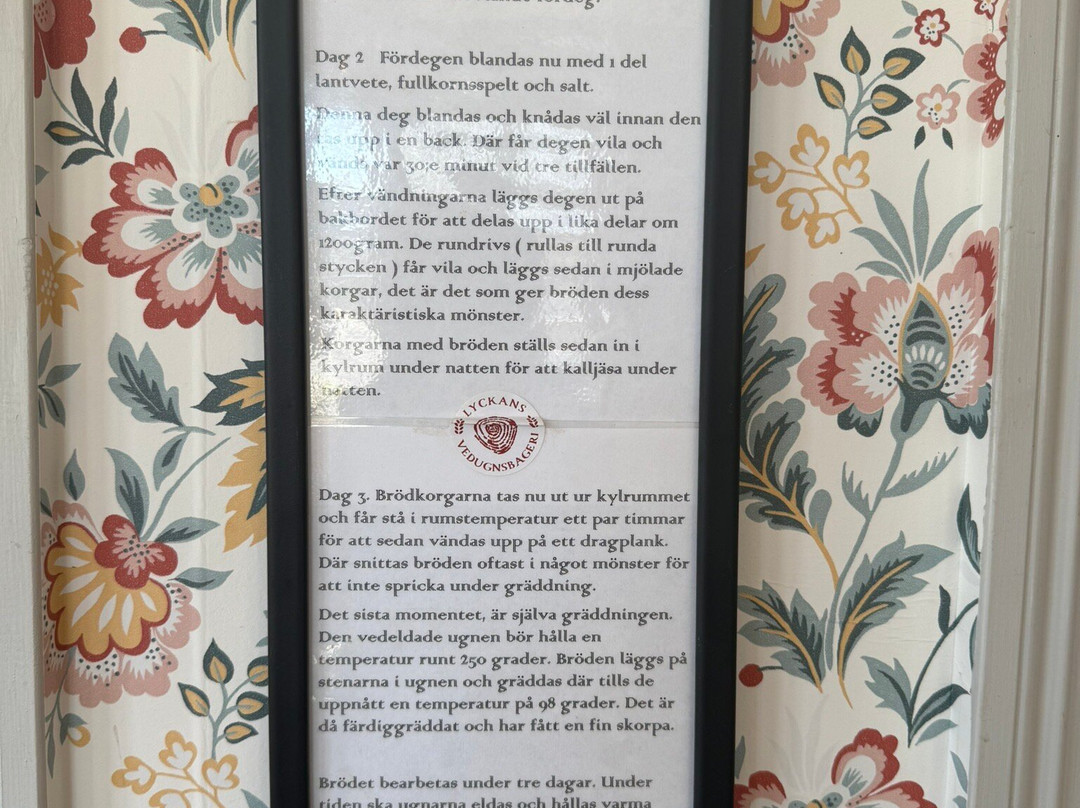 fördeg.
Dag 2 Fördegen blandas nu med 1 del
lantvete, fullkornsspelt och salt.
Denna deg blandas och knådas väl innan den
tas upp i en back. Där får degen vila och
vänds var 30:e minut vid tre tillfällen.
Efter vändningarna läggs degen ut på
bakbordet för att delas upp i lika delar om
1200gram. De rundrivs ( rullas till runda
stycken ) får vila och läggs sedan i mjölade
korgar, det är det som ger bröden dess
karaktäristiska mönster.
Korgarna med bröden ställs sedan in i
kylrum under natten för att kalljäsa under
natten.
LYCKANS
VEDUGNSBAGERI
Dag 3. Brödkorgarna tas nu ut ur kylrummet
och får stå i rumstemperatur ett par timmar
för att sedan vändas upp på ett dragplank.
Där snittas bröden oftast i något mönster för
att inte spricka under gräddning.
Det sista momentet, är själva gräddningen.
Den vedeldade ugnen bör hålla en
temperatur runt 250 grader. Bröden läggs på
stenarna i ugnen och gräddas där tills de
uppnått en temperatur på 98 grader. Det är
då färdiggräddat och har fått en fin skorpa.
Brödet bearbetas under tre dagar. Under
tiden ska ugnarna eldas och hållas varma